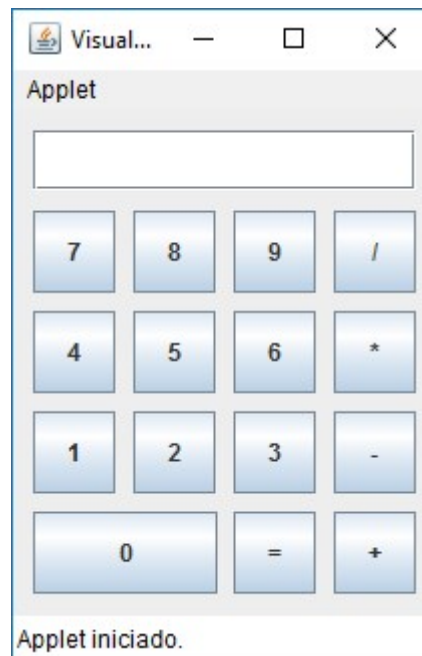 Visual...
Applet
7 8 9 /
4 5 6 *
1 2 3 -
0 = +
Applet iniciado.